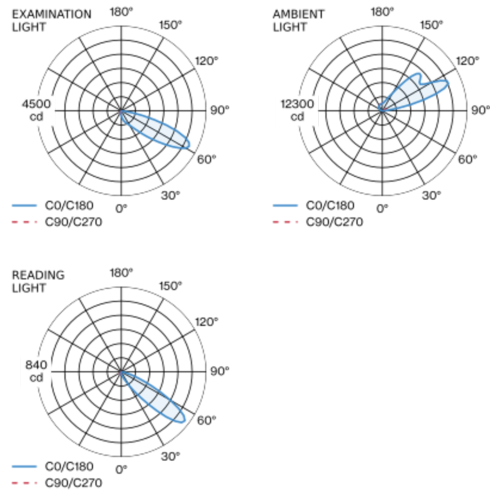 EXAMINATION
LIGHT
180°
150°
120°
4500
cd
90°
60°
30°
0°
C0/C180
C90/C270
AMBIENT
LIGHT
180°
150°
120°
12300
cd
90°
60°
30°
0°
C0/C180
C90/C270
READING
LIGHT
180°
150°
120°
840
cd
90°
60°
30°
0°
C0/C180
C90/C270